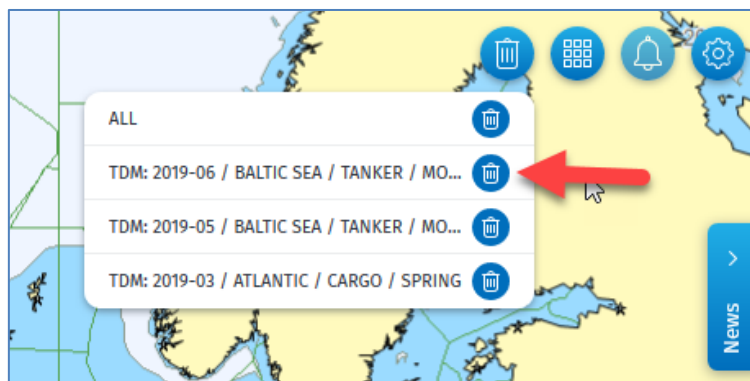 ALL
TDM: 2019-06 / BALTIC SEA / TANKER / MO...
TDM: 2019-05 / BALTIC SEA / TANKER / MO...
TDM: 2019-03 / ATLANTIC / CARGO / SPRING
News